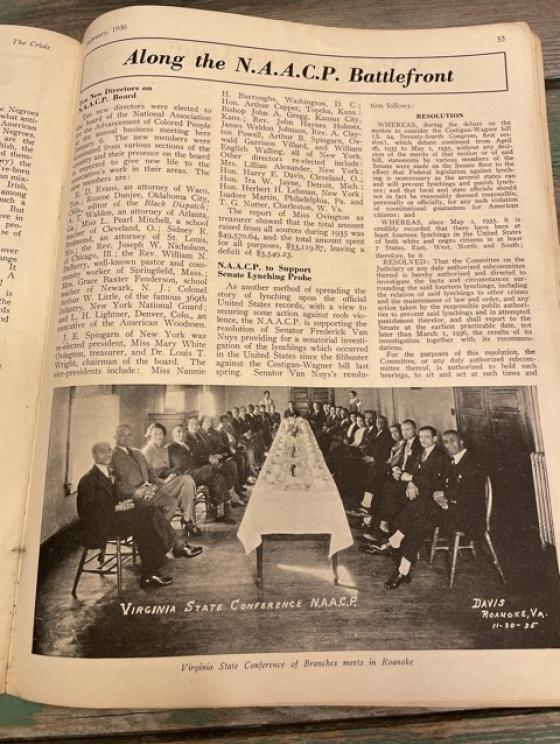 The Crisis
February, 1936
55
Along the N.A.A.C.P. Battlefront
Ten New Directors on
N.A.A.C.P. Board
Ten new directors were elected to
the board of the National Association
for the Advancement of Colored People
at the annual business meeting here
January 6. The new members were
chosen from various sections of the
country and their presence on the board
is expected to give new life to the
association's work in their areas. The
new members are:
E. D. Evans, an attorney of Waco,
Tex.; Roscoe Dunjee, Oklahoma City,
Okla., editor of the Black Dispatch;
A. T. Walden, an attorney of Atlanta,
Ga.; Miss L. Pearl Mitchell, a school
teacher of Cleveland, O.; Sidney R.
Redmond, an attorney of St. Louis,
Mo.; the Rev. Joseph W. Nicholson,
of Chicago, Ill.; the Rev. William N.
DeBerry, well-known pastor and com-
munity worker of Springfield, Mass.;
Mrs. Grace Baxter Fenderson, school
teacher of Newark, N. J.; Colonel
Arthur W. Little, of the famous 369th
Infantry, New York National Guard;
and L. H. Lightner, Denver, Colo., an
executive of the American Woodmen.
J. E. Spingarn of New York was
re-elected president, Miss Mary White
Ovington, treasurer, and Dr. Louis T.
Wright, chairman of the board. The
vice-presidents include: Miss Nannie
H. Burroughs, Washington, D. C.;
Hon. Arthur Capper, Topeka, Kans.;
Bishop John A. Gregg, Kansas City,
Kans.; Rev. John Haynes Holmes,
James Weldon Johnson, Rev. A. Clay-
ton Powell, Arthur B. Spingarn, Os-
wald Garrison Villard, and William
English Walling, all of New York.
Other directors re-elected include:
Mrs. Lillian Alexander, New York;
Hon. Harry E. Davis, Cleveland, O.;
Hon. Ira W. Jayne, Detroit, Mich.;
Hon. Herbert H. Lehman, New York;
Isadore Martin, Philadelphia, Pa. and
T. G. Nutter, Charleston, W. Va.
The report of Miss Ovington as
treasurer showed that the total amount
raised from all sources during 1935 was
$49,570.64, and the total amount spent
for all purposes, $53,119.87, leaving a
deficit of $3,549.23.
N.A.A.C.P. to Support
Senate Lynching Probe
As another method of spreading the
story of lynching upon the official
United States records, with a view to
securing some action against mob vio-
lence, the N.A.A.C.P. is supporting the
resolution of Senator Frederick Van
Nuys providing for a senatorial investi-
gation of the lynchings which occurred
in the United States since the filibuster
against the Costigan-Wagner bill last
spring. Senator Van Nuys's resolu-
tion follows:
RESOLUTION
WHEREAS, during the debate on the
motion to consider the Costigan-Wagner bill
(S. 24, Seventy-fourth Congress, first ses-
sion), which debate continued from April
26, 1935 to May 1, 1935, without any deci-
sion of the merits of that motion or of said
bill, statements by various members of the
Senate were made on the Senate floor to the
effect that Federal legislation against lynch-
ing is unnecessary as the several states can
and will prevent lynchings and punish lynch-
ers; and that local and state officials should
not in fact be reasonably deemed responsible,
personally or officially, for any such violation
of constitutional guarantees for American
citizens; and
WHEREAS, since May 1, 1935, it is
credibly reported that there have been at
least fourteen lynchings in the United States
of both white and negro citizens in at least
7 States, East, West, North and South;
therefore, be it
RESOLVED: That the Committee on the
Judiciary or any duly authorized subcommittee
thereof is hereby authorized and directed to
investigate the facts and circumstances sur-
rounding the said fourteen lynchings, including
the relation of said lynchings to other crimes
and the maintenance of law and order, and any
action taken by the responsible public authori-
ties to prevent said lynchings and in attempted
punishment therefor, and shall report to the
Senate at the earliest practicable date, not
later than March 1, 1936, the results of its
investigation together with its recommen-
dations.
For the purposes of this resolution, the
Committee, or any duly authorized subcom-
mittee thereof, is authorized to hold such
hearings, to sit and act at such times and
VIRGINIA STATE CONFERENCE N.A.A.C.P.
DAVIS
ROANOKE, VA.
11-30-35
Virginia State Conference of Branches meets in Roanoke